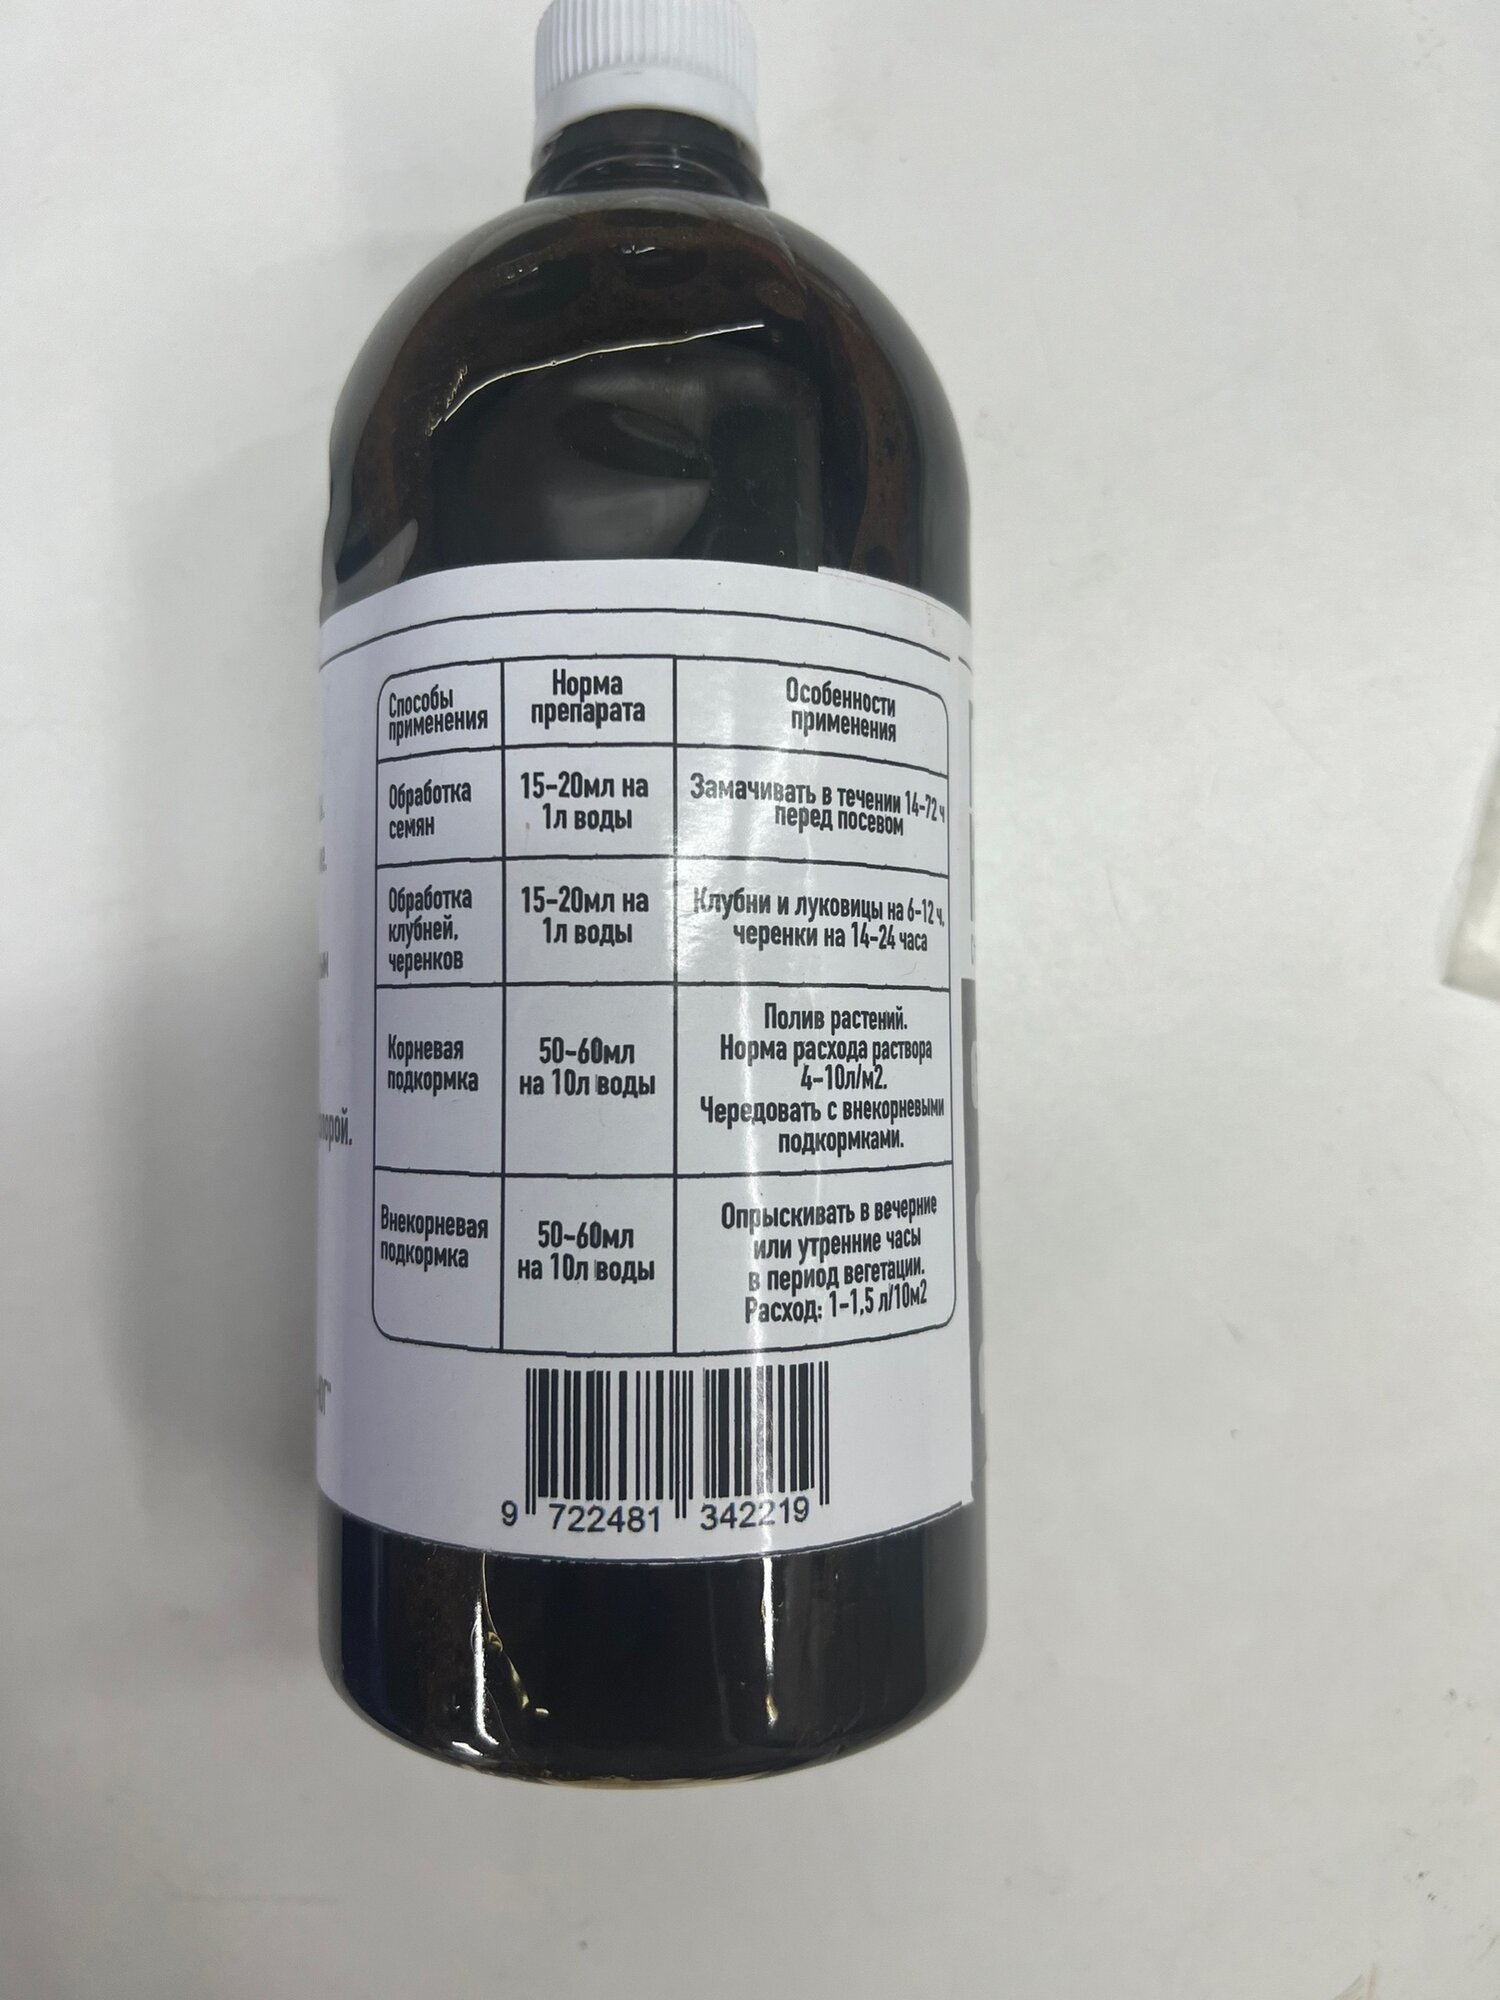 Способы
применения
Норма
препарата
Особенности
применения
Обработка
семян
15-20мл на
1л воды
Замачивать в течении 14-72 ч
перед посевом
Обработка
клубней,
черенков
15-20мл на
1л воды
Клубни и луковицы на 6-12 ч,
черенки на 14-24 часа
Корневая
подкормка
50-60мл
на 10л воды
Полив растений.
Норма расхода раствора
4-10л/м2.
Чередовать с внекорневыми
подкормками.
Внекорневая
подкормка
50-60мл
на 10л воды
Опрыскивать в вечерние
или утренние часы
в период вегетации.
Расход: 1-1,5 л/10м2
9 722481 342219